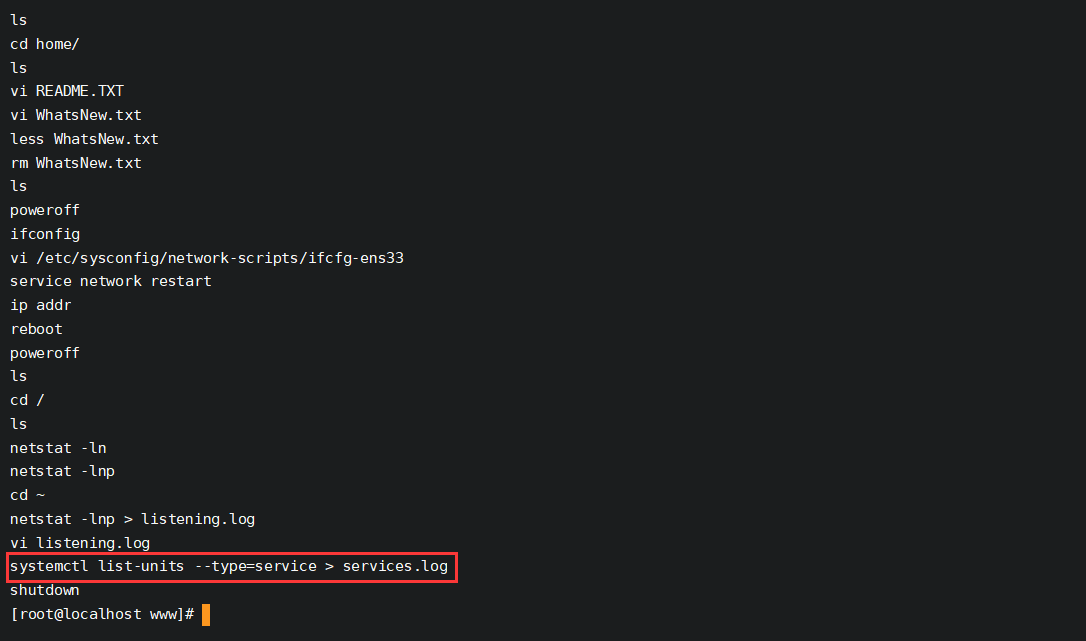 ls
cd home/
ls
vi README.TXT
vi WhatsNew.txt
less WhatsNew.txt
rm WhatsNew.txt
ls
poweroff
ifconfig
vi /etc/sysconfig/network-scripts/ifcfg-ens33
service network restart
ip addr
reboot
poweroff
ls
cd /
ls
netstat -ln
netstat -lnp
cd ~
netstat -lnp > listening.log
vi listening.log
systemctl list-units --type=service > services.log
shutdown
[root@localhost www]#